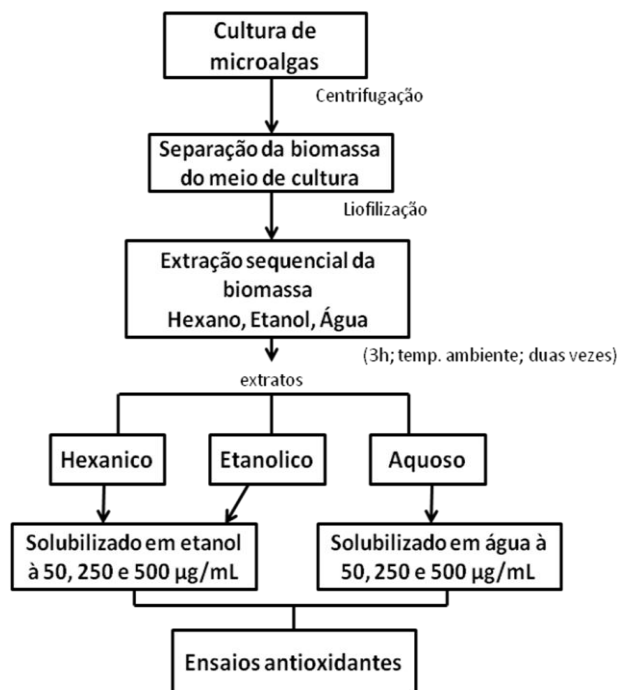 Cultura de
microalgas
Centrifugação
Separação da biomassa
do meio de cultura
Liofilização
Extração sequencial da
biomassa
Hexano, Etanol, Água
(3h; temp. ambiente; duas vezes)
extratos
Hexanico
Etanolico
Aquoso
Solubilizado em etanol
à 50, 250 e 500 µg/mL
Solubilizado em água à
50, 250 e 500 µg/mL
Ensaios antioxidantes